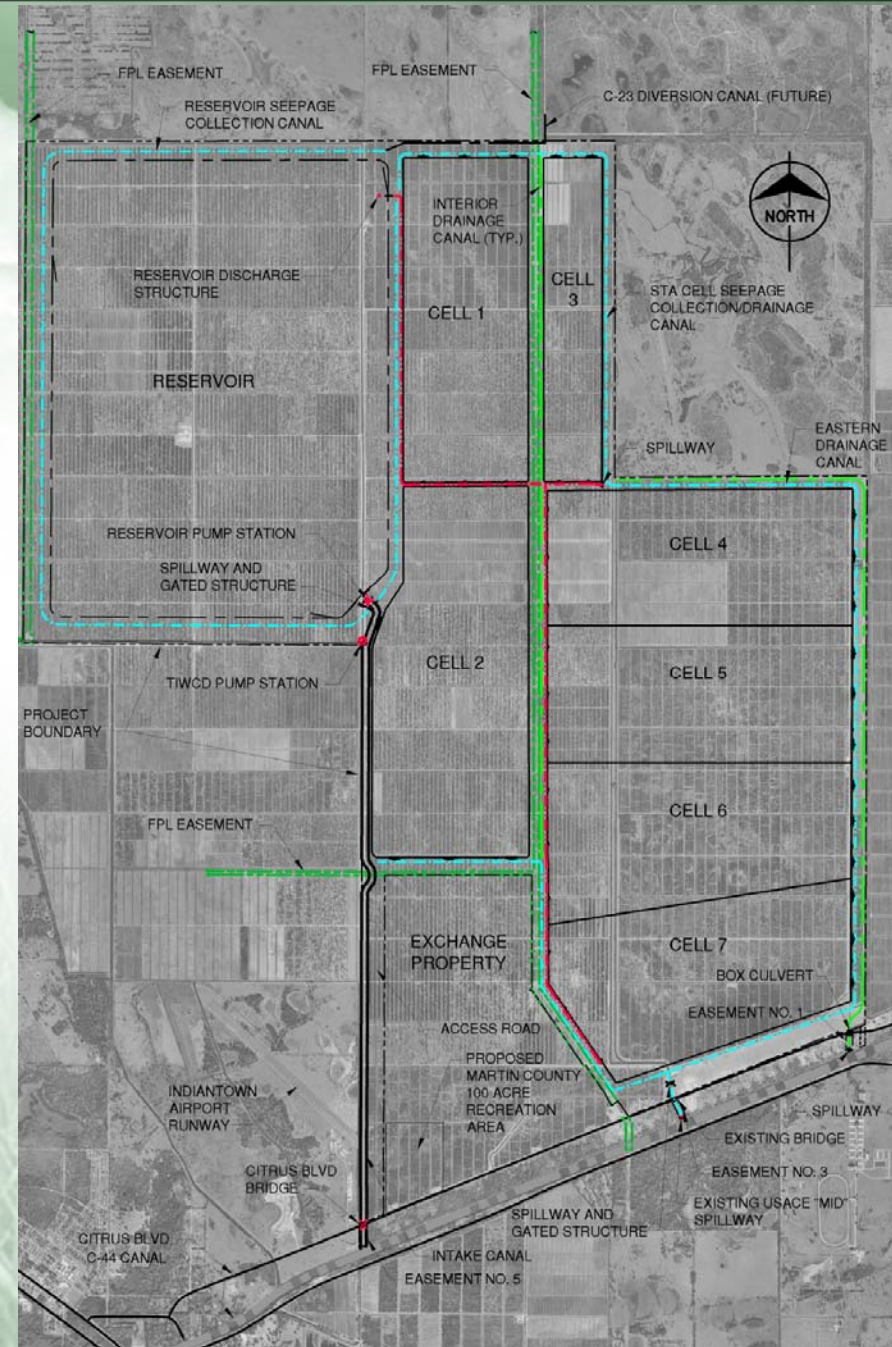 FPL EASEMENT
FPL EASEMENT
C-23 DIVERSION CANAL (FUTURE)
RESERVOIR SEEPAGE
COLLECTION CANAL
NORTH
INTERIOR
DRAINAGE
CANAL (TYP.)
RESERVOIR DISCHARGE
STRUCTURE
CELL
3
CELL 1
STA CELL SEEPAGE
COLLECTION/DRAINAGE
CANAL
RESERVOIR
SPILLWAY
EASTERN
DRAINAGE
CANAL
RESERVOIR PUMP STATION
SPILLWAY AND
GATED STRUCTURE
CELL 4
CELL 2
CELL 5
TIWCD PUMP STATION
PROJECT
BOUNDARY
CELL 6
FPL EASEMENT
EXCHANGE
PROPERTY
CELL 7
BOX CULVERT
EASEMENT NO. 1
ACCESS ROAD
PROPOSED
MARTIN COUNTY
100 ACRE
RECREATION
AREA
INDIANTOWN
AIRPORT
RUNWAY
SPILLWAY
EXISTING BRIDGE
EASEMENT NO. 3
EXISTING USACE "MID"
SPILLWAY
CITRUS BLVD
BRIDGE
SPILLWAY AND
GATED STRUCTURE
CITRUS BLVD
C-44 CANAL
INTAKE CANAL
EASEMENT NO. 5